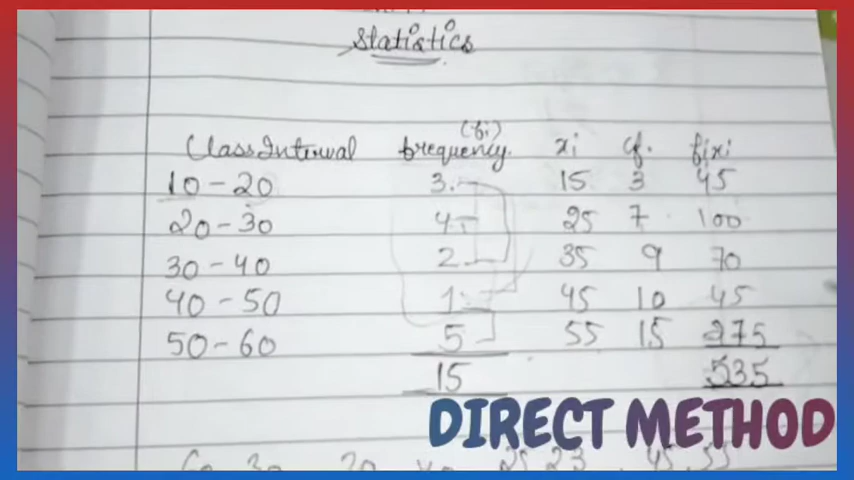 Statistics
(fi)
Class Interval frequency. xi cf. fixi
10-20 3. 15 3 45
20-30 4 25 7 100
30-40 2 35 9 70
40-50 1 45 10 45
50-60 5 55 15 275
15 535
DIRECT METHOD